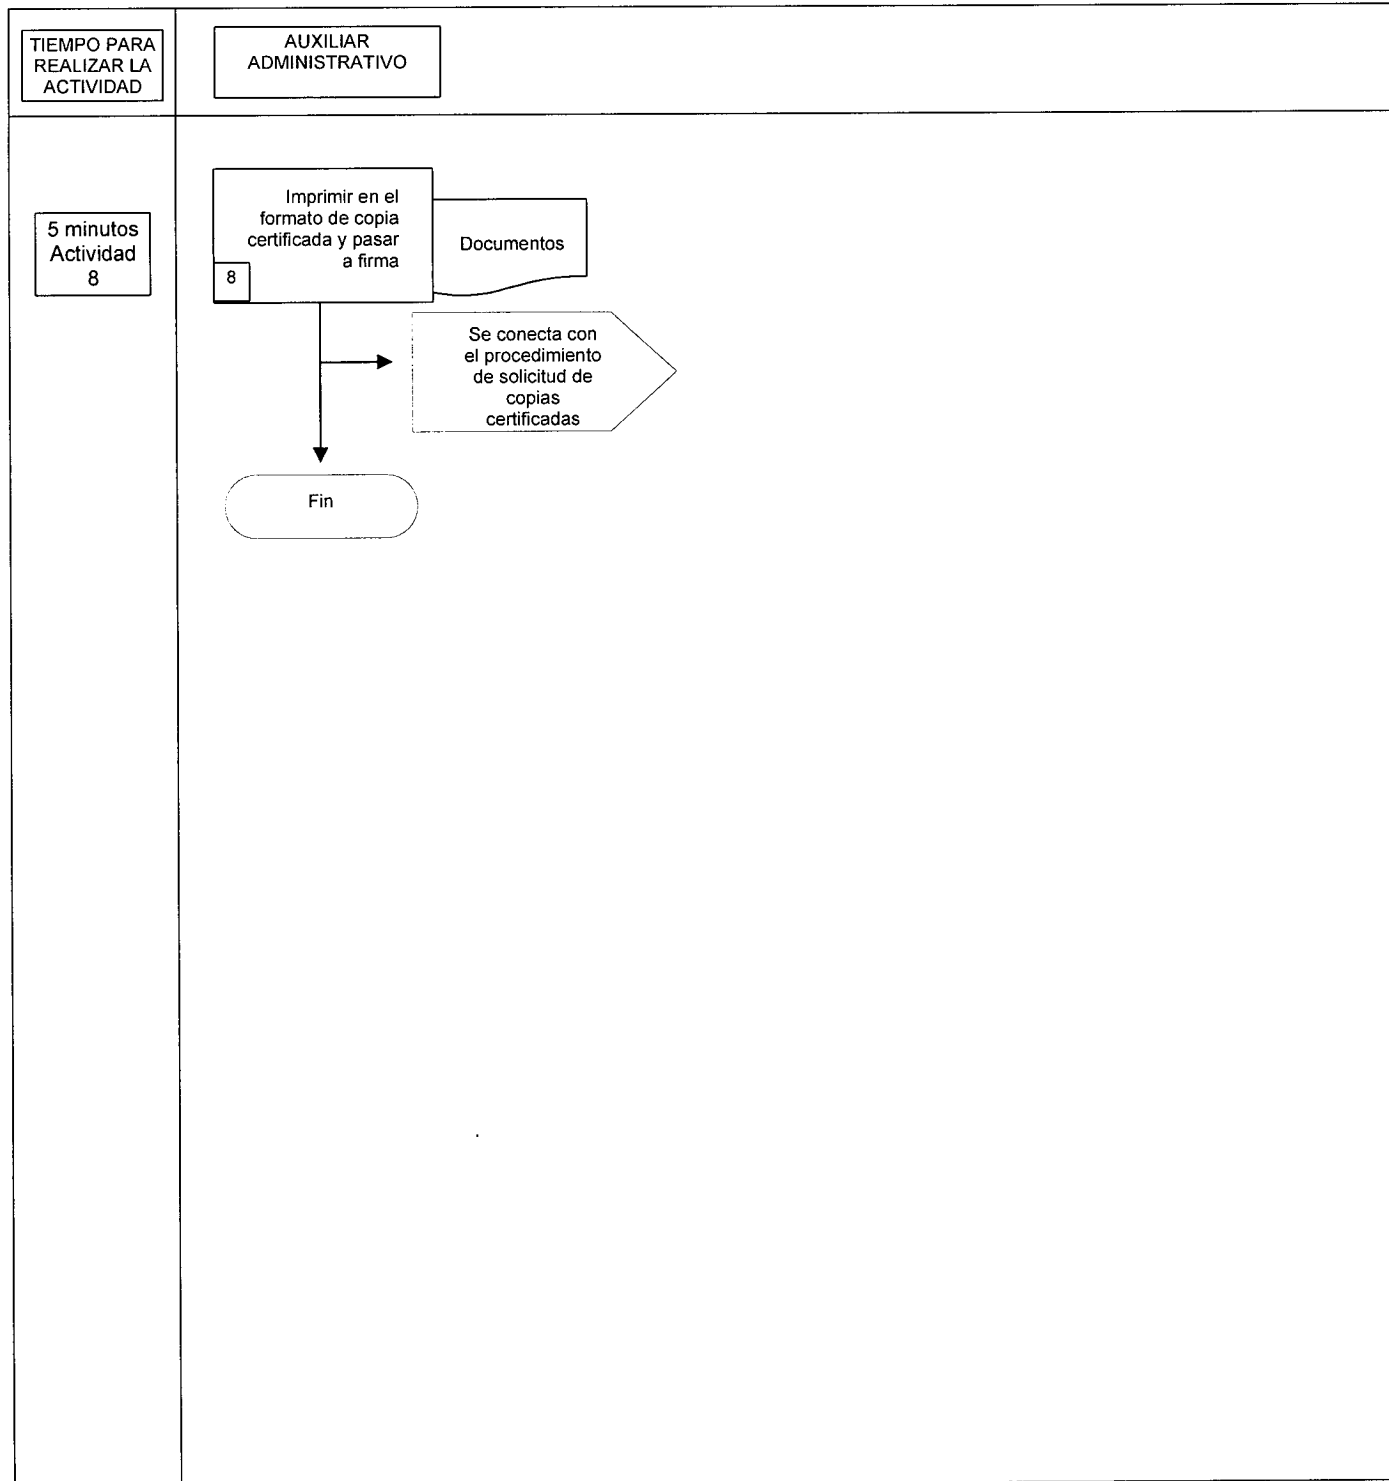 TIEMPO PARA
REALIZAR LA
ACTIVIDAD
AUXILIAR
ADMINISTRATIVO
5 minutos
Actividad
8
Imprimir en el
formato de copia
certificada y pasar
a firma
8
Documentos
Se conecta con
el procedimiento
de solicitud de
copias
certificadas
Fin